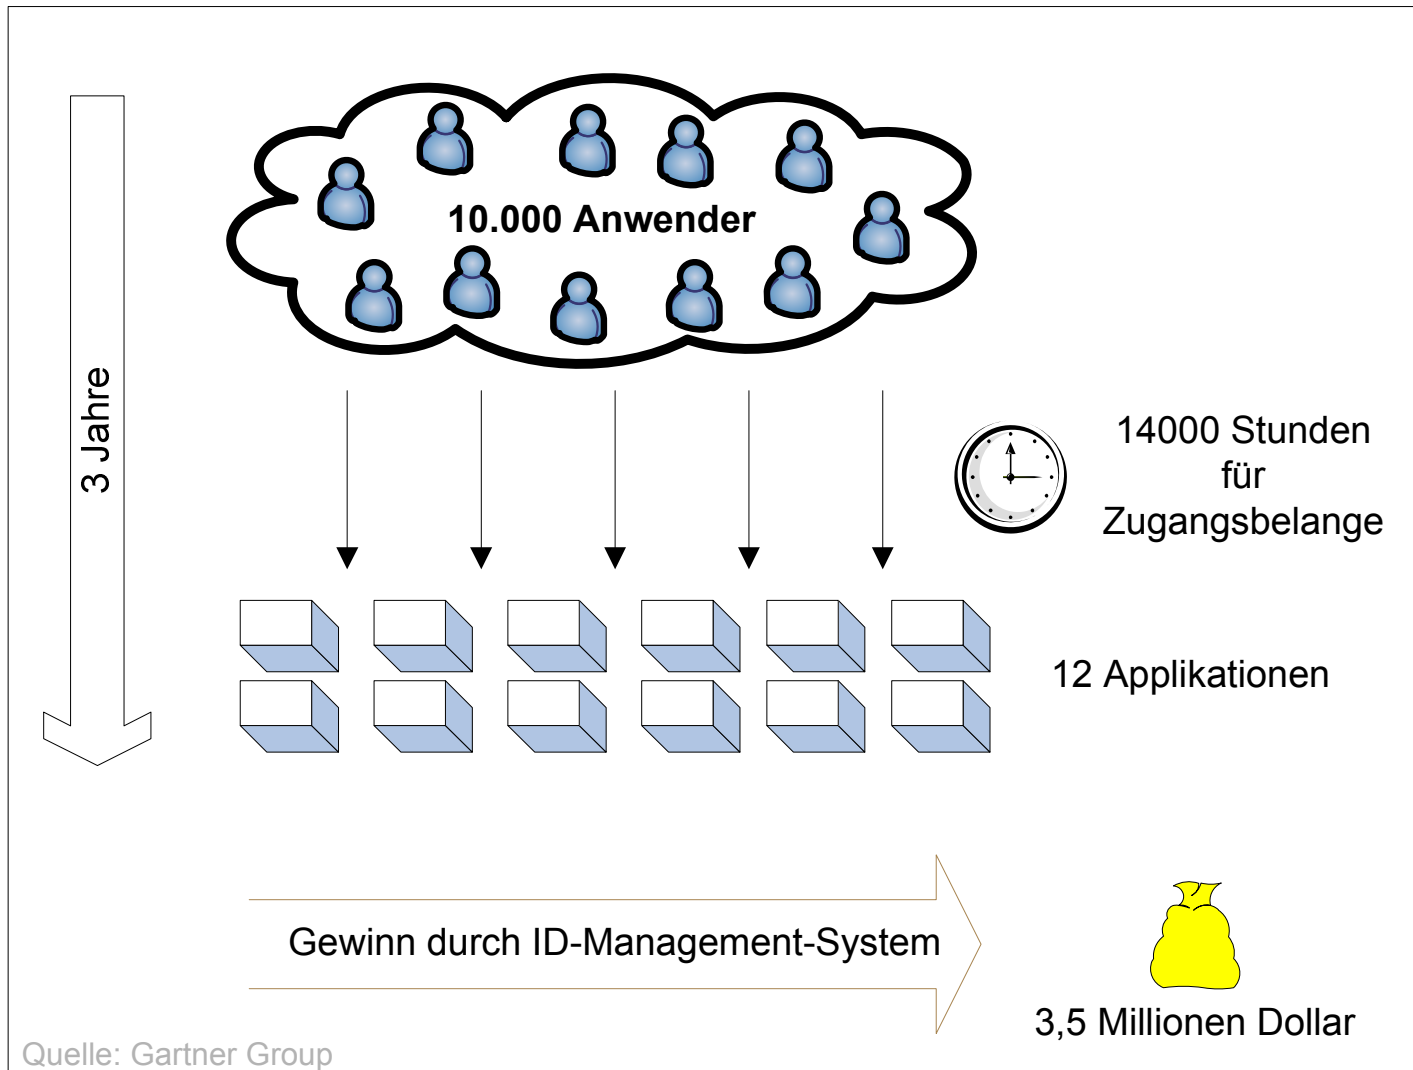 10.000 Anwender
3 Jahre
14000 Stunden
für
Zugangsbelange
12 Applikationen
Gewinn durch ID-Management-System
3,5 Millionen Dollar
Quelle: Gartner Group